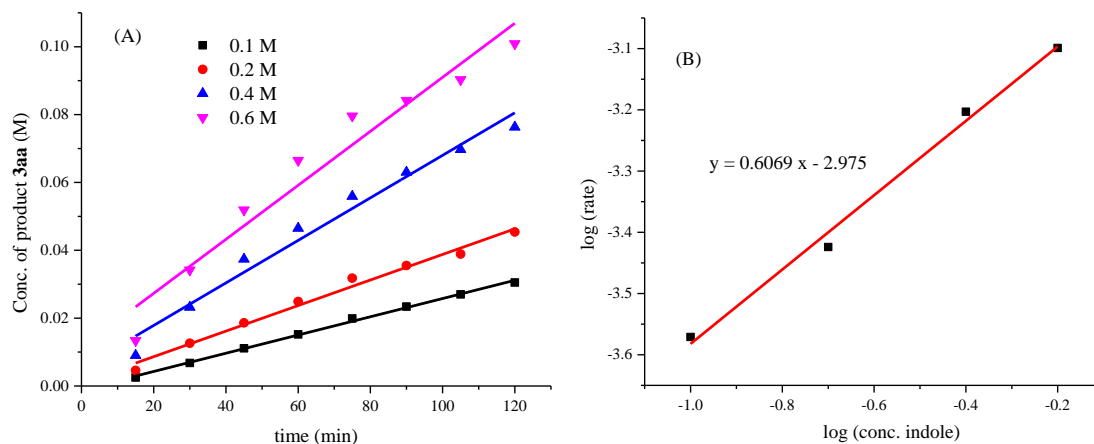 (A)
0.1 M
0.2 M
0.4 M
0.6 M
Conc. of product 3aa (M)
0.10
0.08
0.06
0.04
0.02
0.00
0 20 40 60 80 100 120
time (min)
(B)
y = 0.6069 x - 2.975
log (rate)
-3.1
-3.2
-3.3
-3.4
-3.5
-3.6
-1.0 -0.8 -0.6 -0.4 -0.2
log (conc. indole)